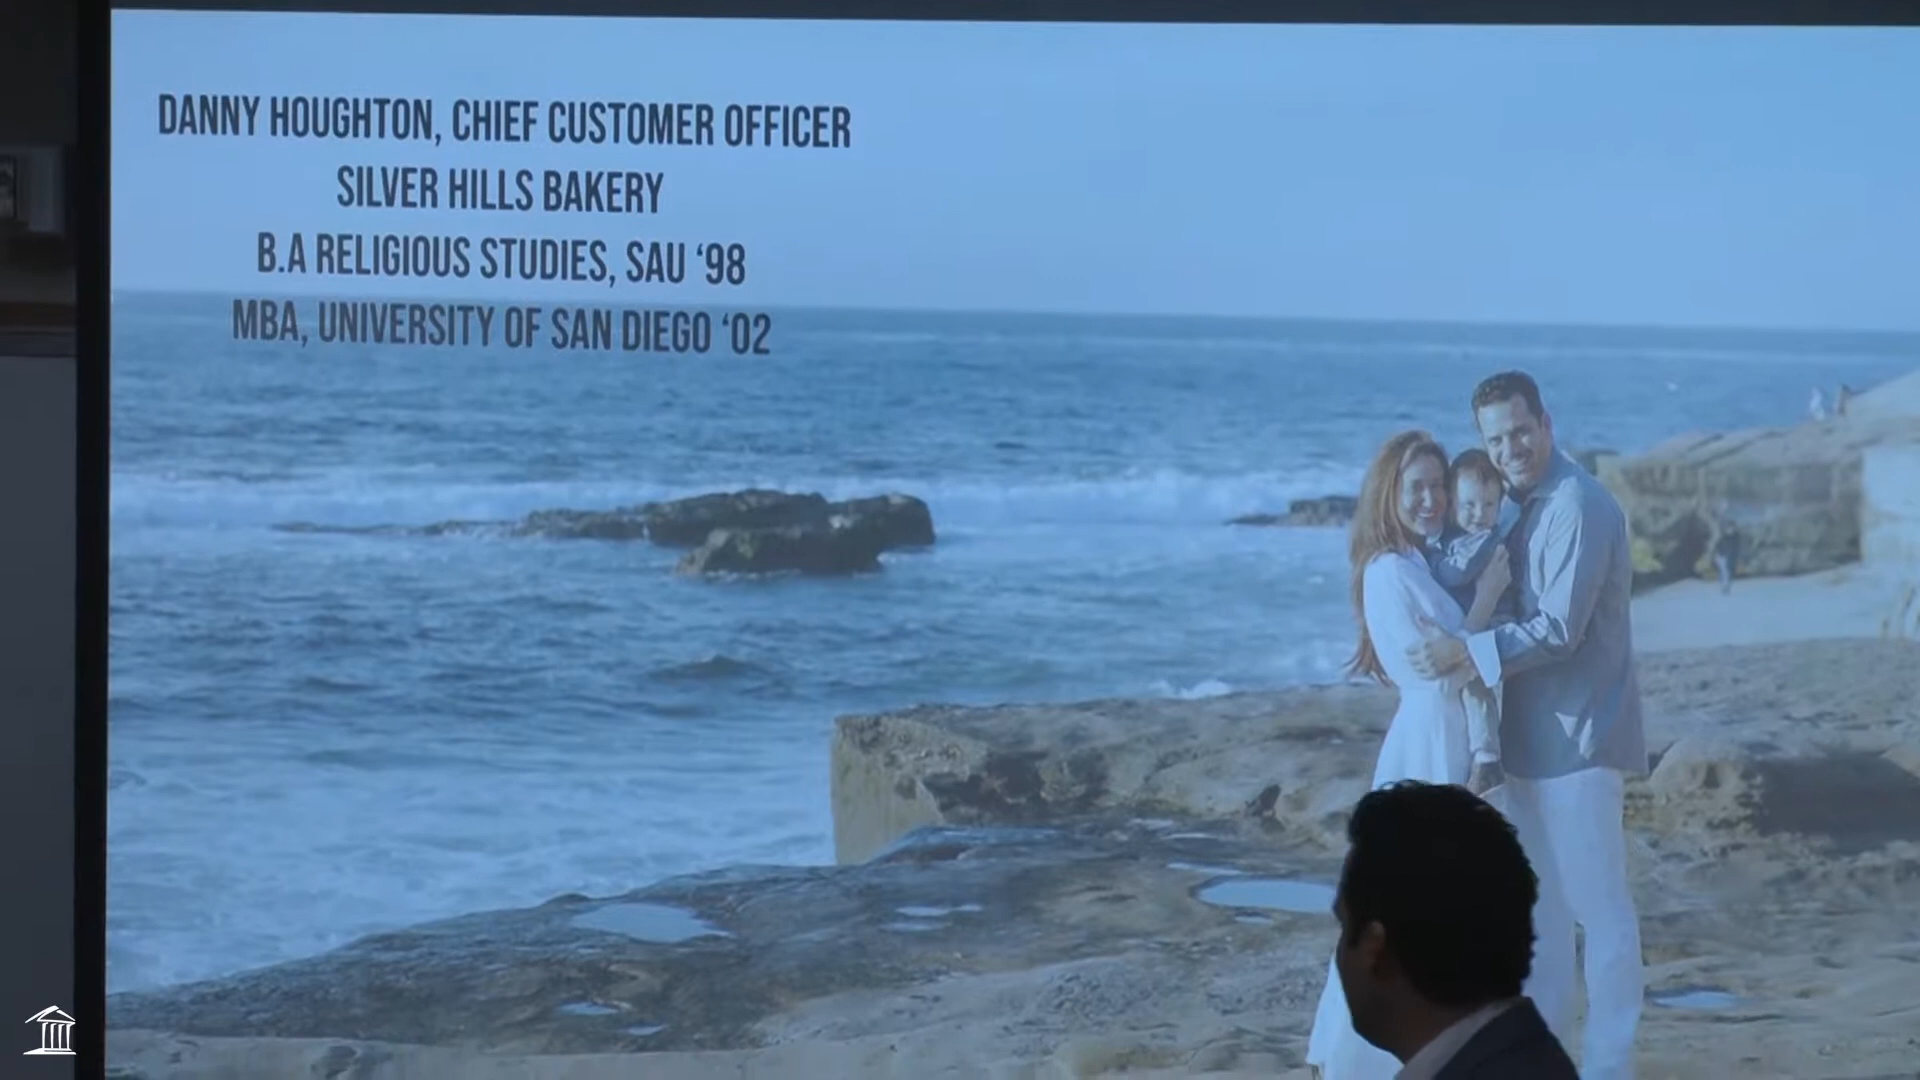 DANNY HOUGHTON, CHIEF CUSTOMER OFFICER
SILVER HILLS BAKERY
B.A RELIGIOUS STUDIES, SAU ‘98
MBA, UNIVERSITY OF SAN DIEGO ‘02